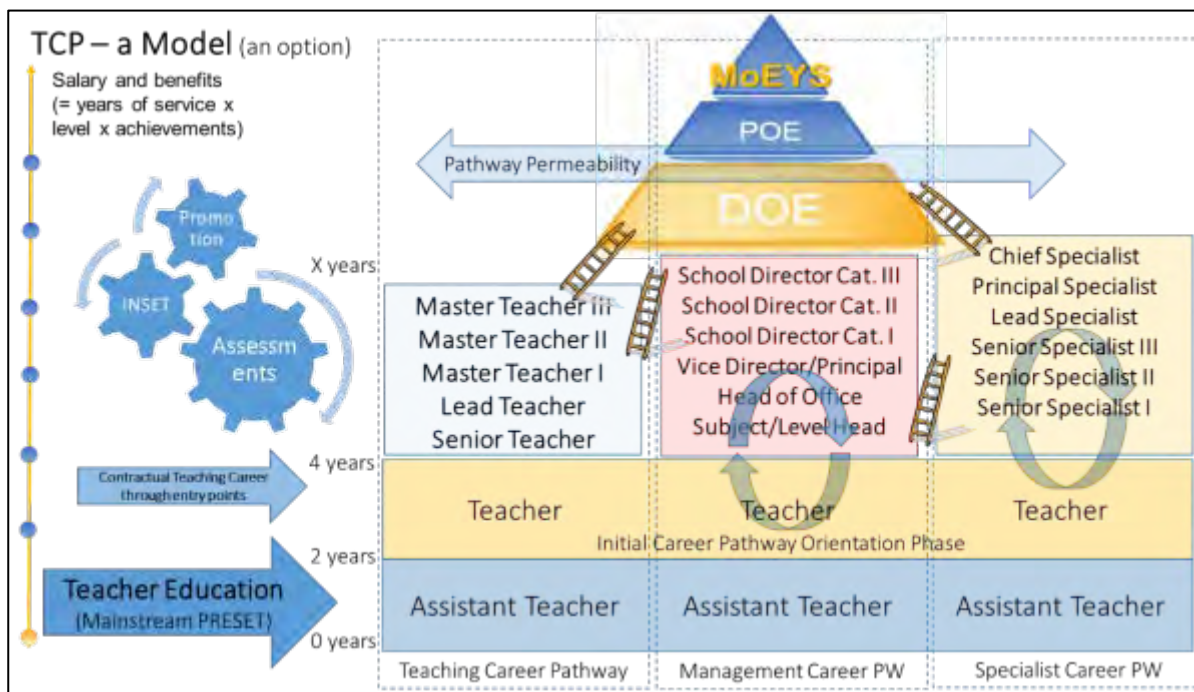 TCP – a Model (an option)
Salary and benefits
(= years of service x
level x achievements)
MoEYS
POE
Pathway Permeability
DOE
Promo
tion
INSET
Assessm
ents
X years
Master Teacher III
Master Teacher II
Master Teacher I
Lead Teacher
Senior Teacher
School Director Cat. III
School Director Cat. II
School Director Cat. I
Vice Director/Principal
Head of Office
Subject/Level Head
Chief Specialist
Principal Specialist
Lead Specialist
Senior Specialist III
Senior Specialist II
Senior Specialist I
Contractual Teaching Career
through entry points
4 years
Teacher
Teacher
Teacher
Initial Career Pathway Orientation Phase
2 years
Teacher Education
(Mainstream PRESET)
Assistant Teacher
Assistant Teacher
Assistant Teacher
0 years
Teaching Career Pathway
Management Career PW
Specialist Career PW